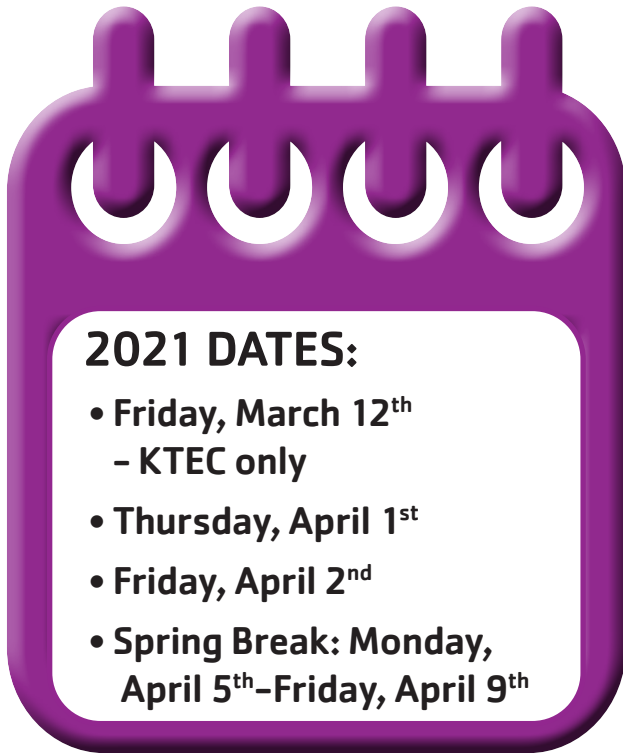 2021 DATES:
• Friday, March 12th
– KTEC only
• Thursday, April 1st
• Friday, April 2nd
• Spring Break: Monday,
April 5th–Friday, April 9th